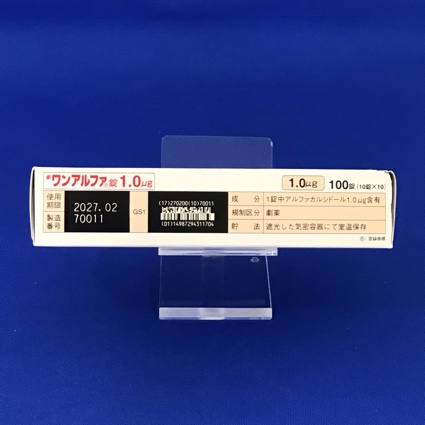 ワンアルファ®錠1.0μg
1.0μg
100錠(10錠×10)
使用
期限
2027.02
製造
番号
70011
GS1
(17)270200(10)70011
(01)14987294311704
成分 1錠中アルファカルシドール1.0μg含有
規制区分 劇薬
貯法 遮光した気密容器にて室温保存
®:登録商標